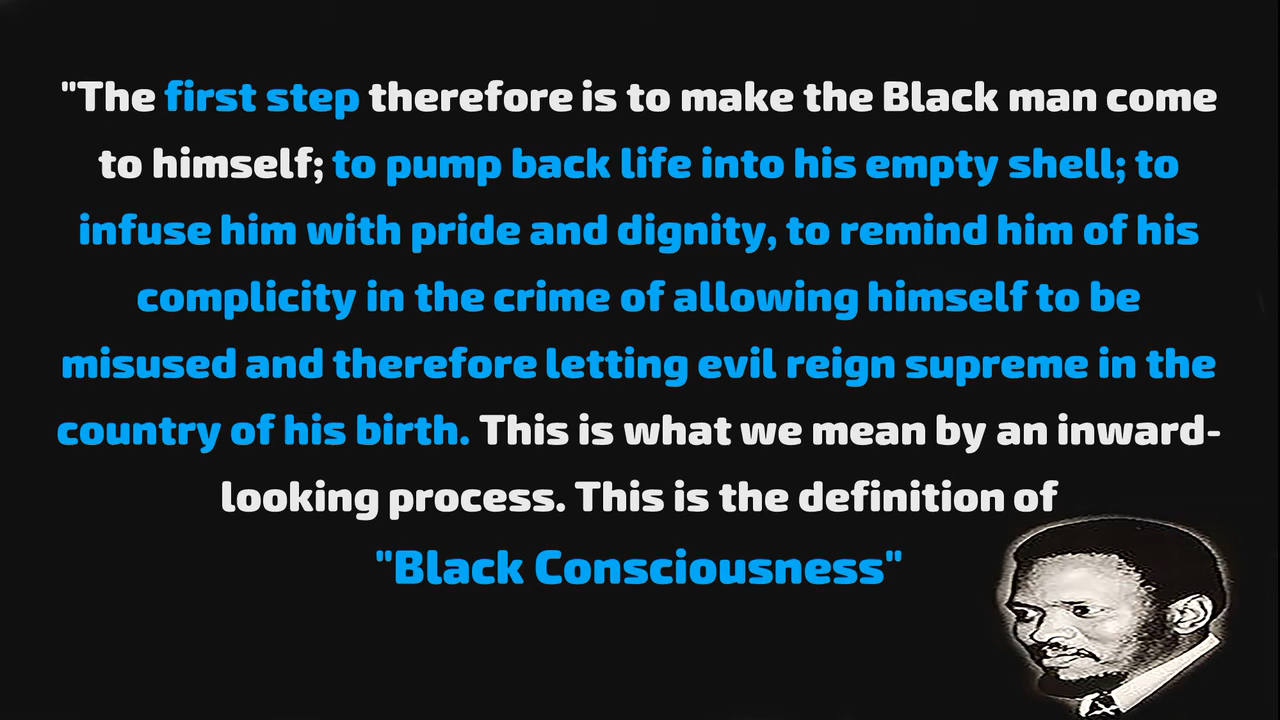 "The first step therefore is to make the Black man come
to himself; to pump back life into his empty shell; to
infuse him with pride and dignity, to remind him of his
complicity in the crime of allowing himself to be
misused and therefore letting evil reign supreme in the
country of his birth. This is what we mean by an inward-
looking process. This is the definition of
"Black Consciousness"